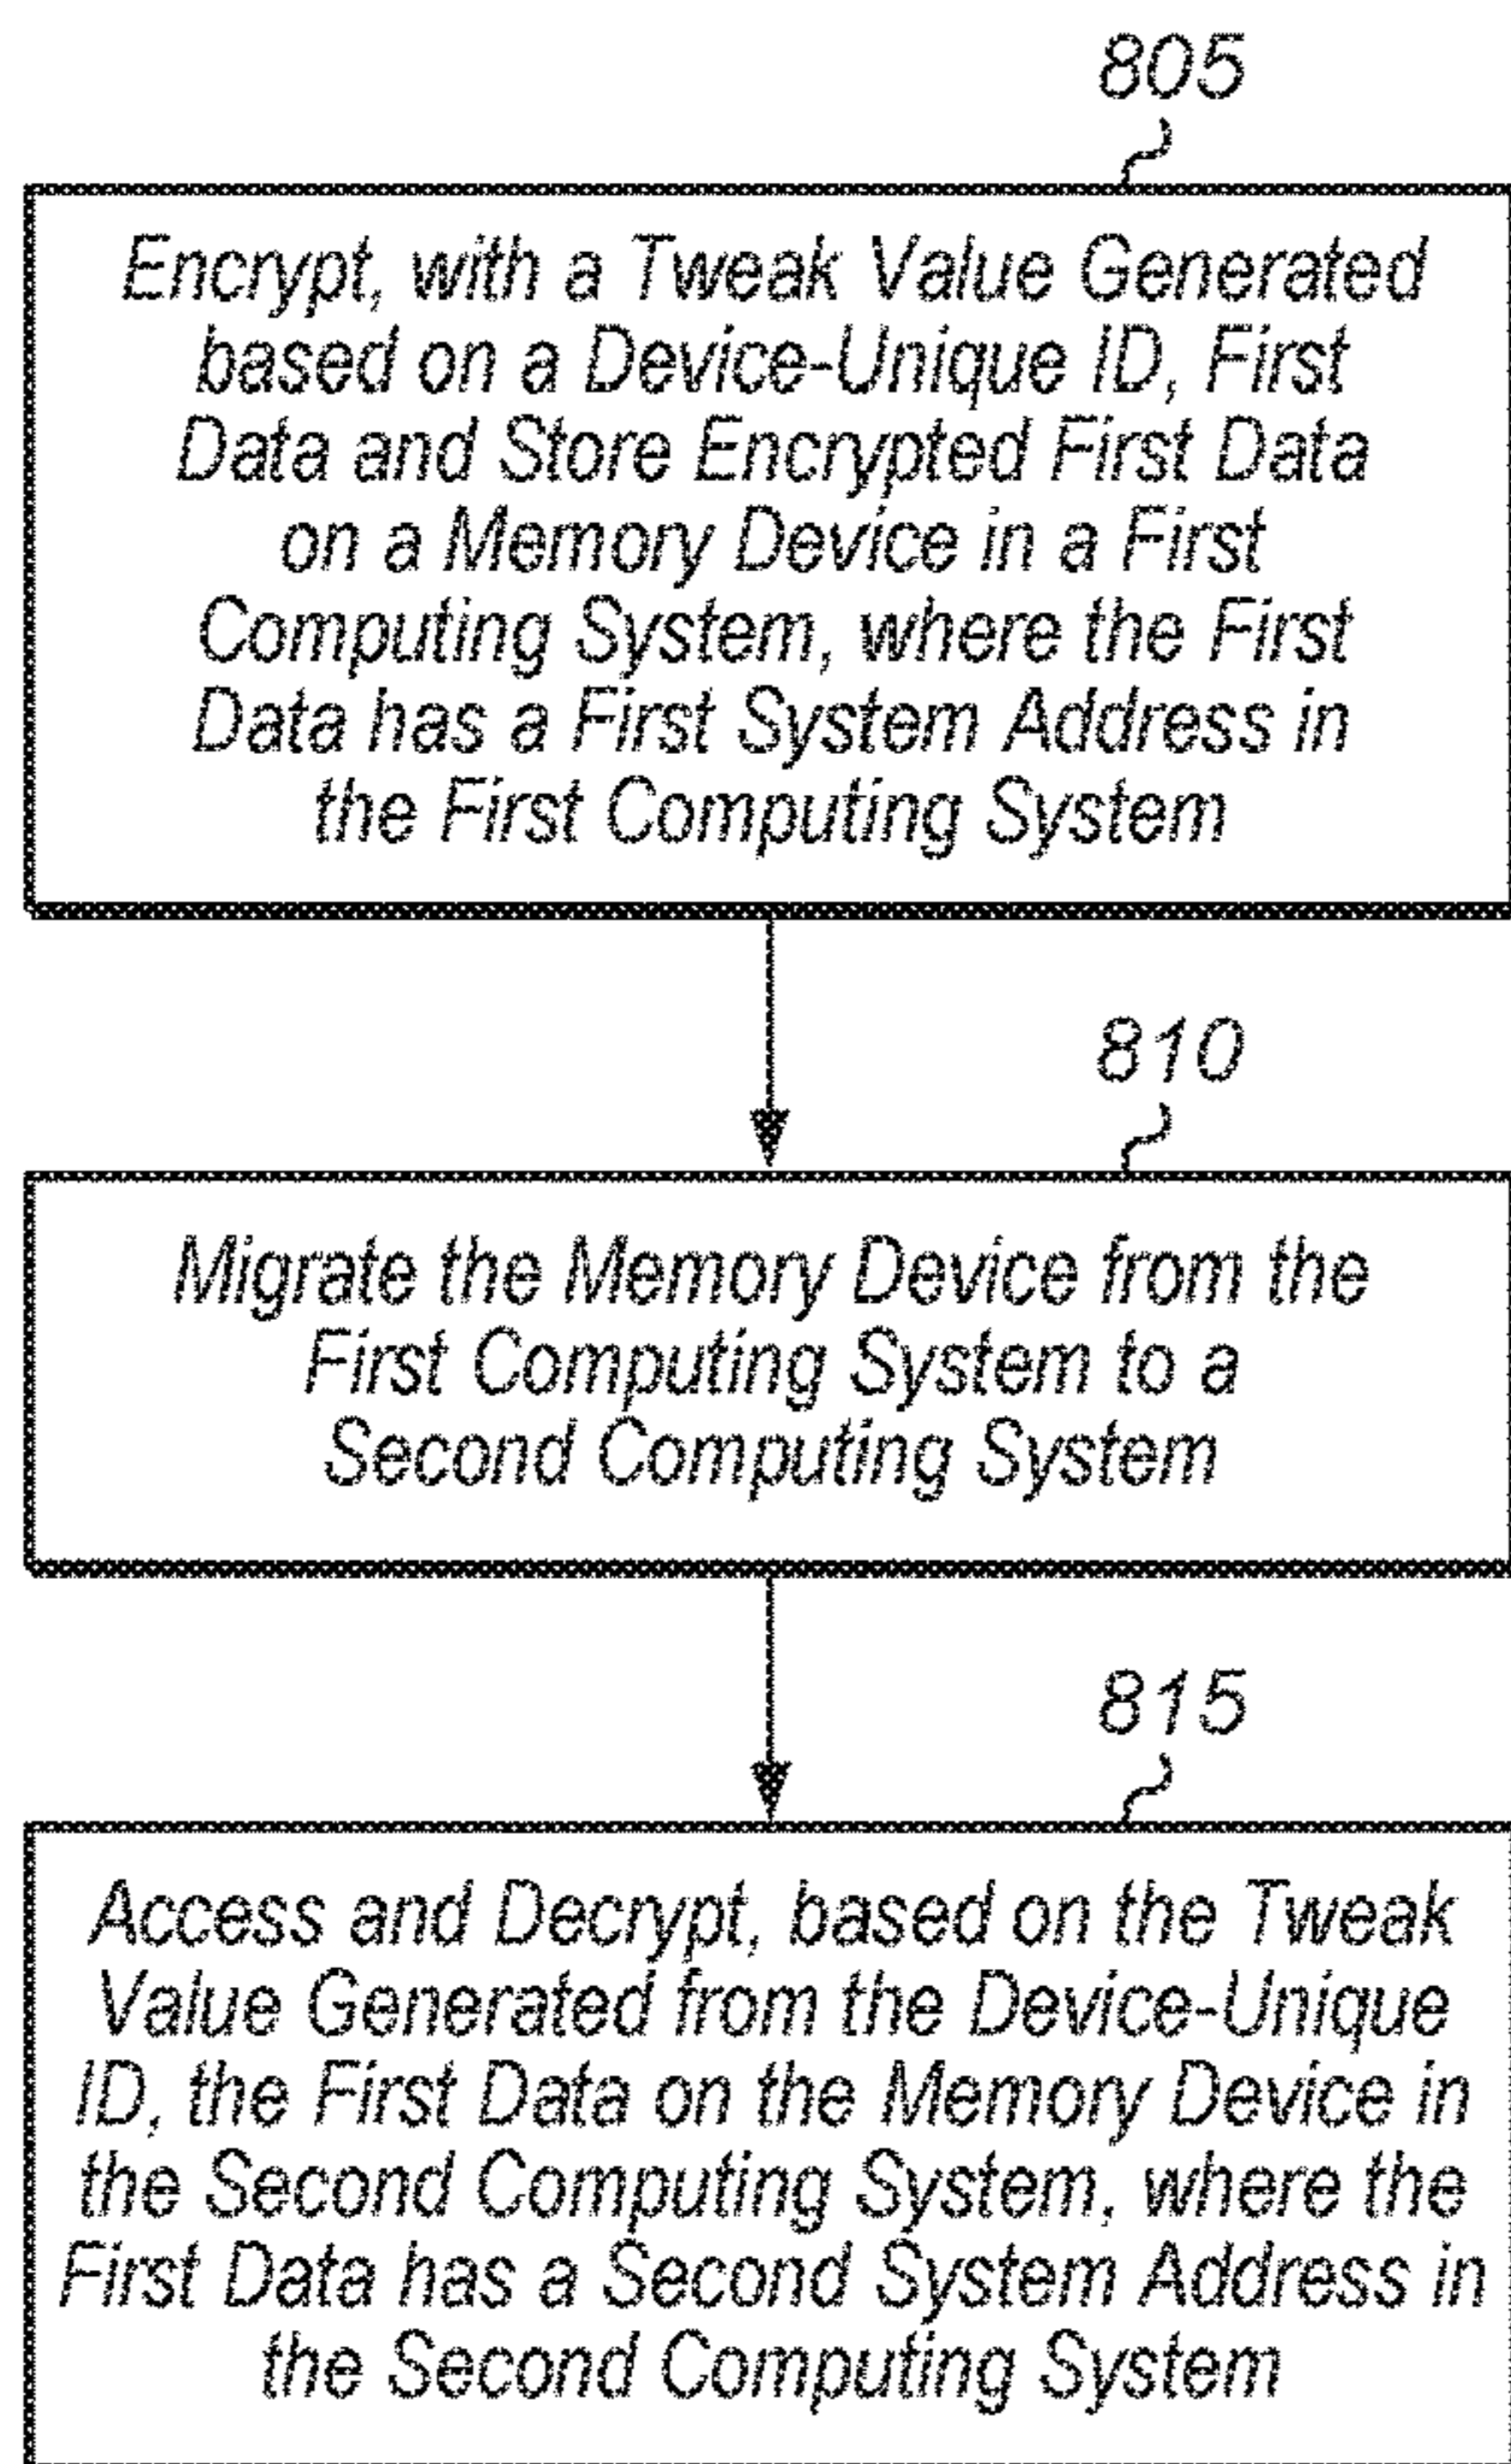 805
Encrypt, with a Tweak Value Generated
based on a Device-Unique ID, First
Data and Store Encrypted First Data
on a Memory Device in a First
Computing System, where the First
Data has a First System Address in
the First Computing System
810
Migrate the Memory Device from the
First Computing System to a
Second Computing System
815
Access and Decrypt, based on the Tweak
Value Generated from the Device-Unique
ID, the First Data on the Memory Device in
the Second Computing System, where the
First Data has a Second System Address in
the Second Computing System